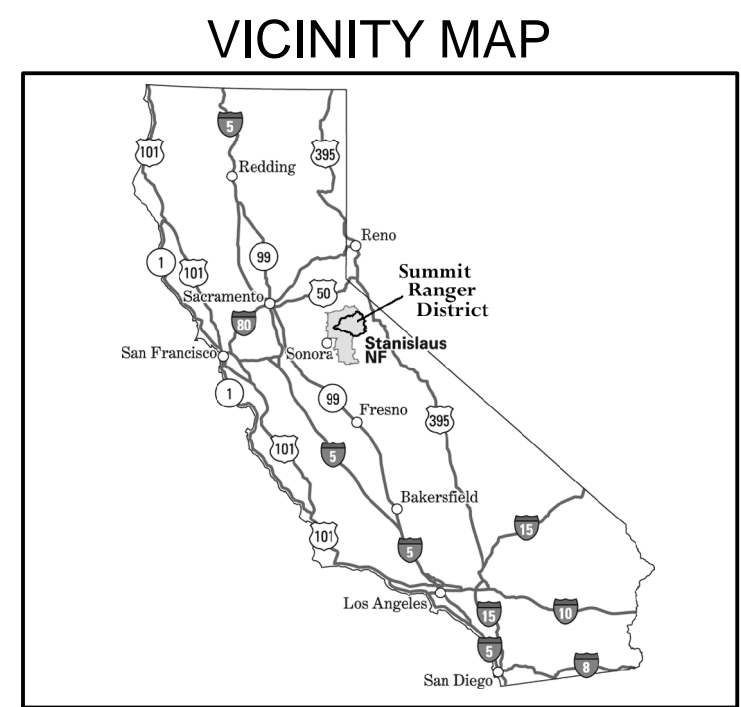 VICINITY MAP
5
101
395
Redding
Reno
99
1
101
Summit
Ranger
District
50
Sacramento
80
Stanislaus
NF
San Francisco
Sonora
1
99
Fresno
395
101
5
Bakersfield
15
101
5
Los Angeles
15
10
5
8
San Diego